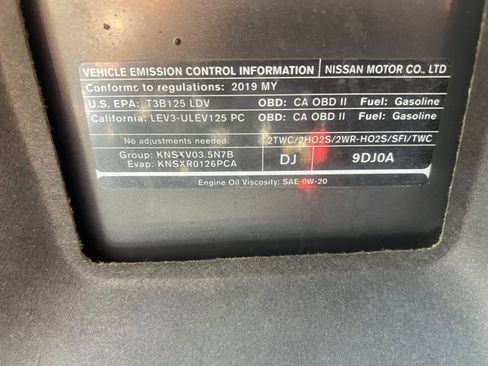 VEHICLE EMISSION CONTROL INFORMATION NISSAN MOTOR CO., LTD
Conforms to regulations: 2019 MY
U.S. EPA: T3B125 LDV OBD: CA OBD II Fuel: Gasoline
California: LEV3-ULEV125 PC OBD: CA OBD II Fuel: Gasoline
No adjustments needed. 2TWC/2HO2S/2WR-HO2S/SFI/TWC
Group: KNSXV03.5N7B
Evap: KNSXR0126PCA
DJ 9DJ0A
Engine Oil Viscosity: SAE 0W-20